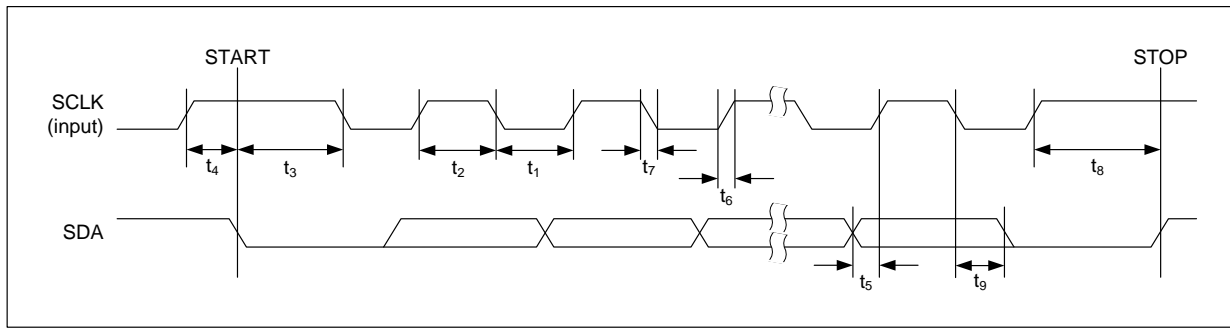 START
STOP
SCLK
(input)
t4
t3
t2
t1
t7
t6
t8
SDA
t5
t9